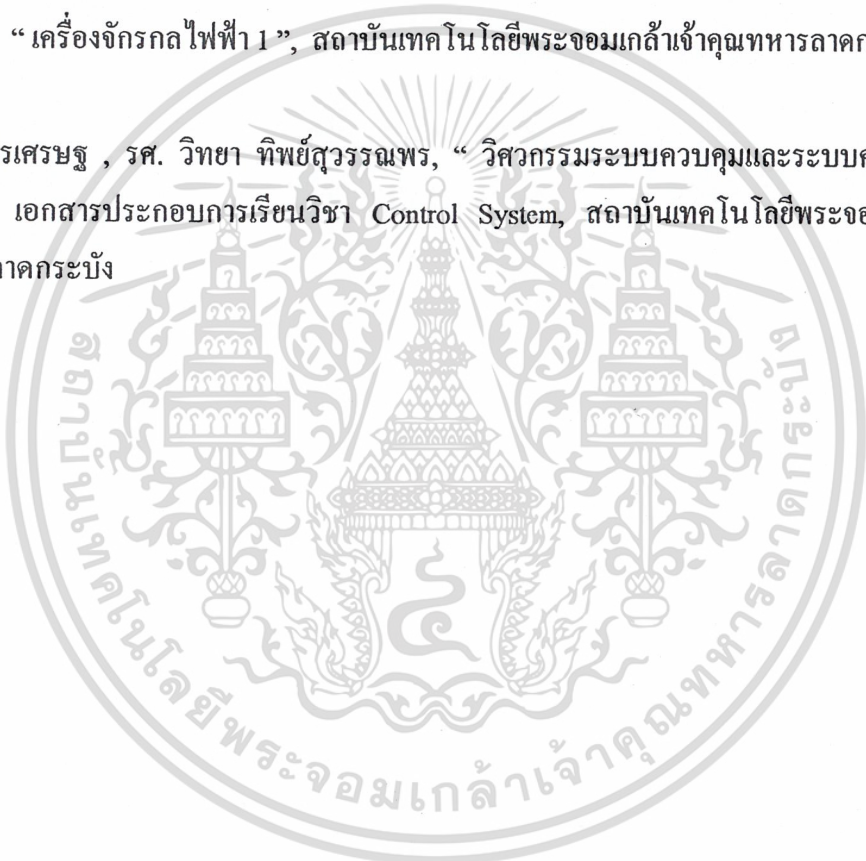 “ เครื่องจักรกลไฟฟ้า 1 ”, สถาบันเทคโนโลยีพระจอมเกล้าเจ้าคุณทหารลาดก
รเศรษฐ , รศ. วิทยา ทิพย์สุวรรณพร, “ วิศวกรรมระบบควบคุมและระบบค
เอกสารประกอบการเรียนวิชา Control System, สถาบันเทคโนโลยีพระจอ
าดกระบัง
สถาบันเทคโนโลยีพระจอมเกล้าเจ้าคุณทหารลาดกระบัง